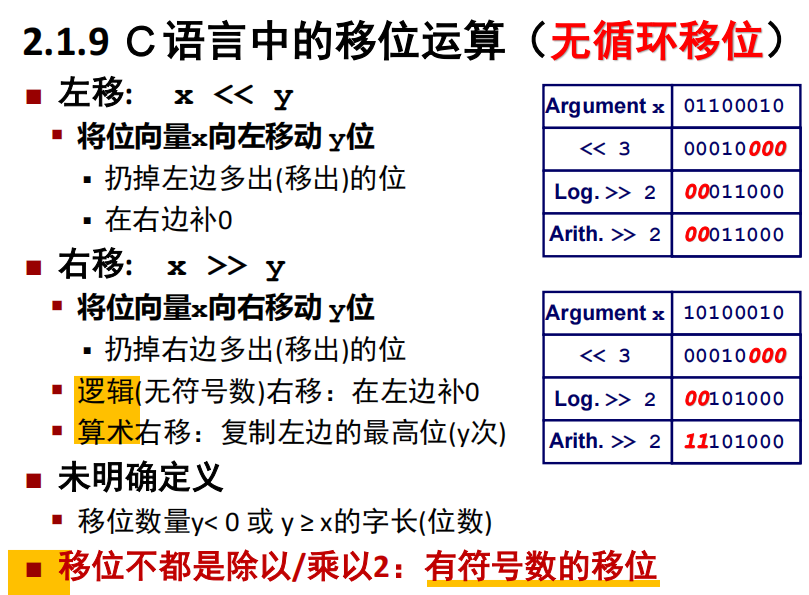 2.1.9 C语言中的移位运算（无循环移位）
左移: x << y
将位向量x向左移动 y位
扔掉左边多出(移出)的位
在右边补0
右移: x >> y
将位向量x向右移动 y位
扔掉右边多出(移出)的位
逻辑(无符号数)右移：在左边补0
算术右移：复制左边的最高位(y次)
未明确定义
移位数量y< 0 或 y ≥ x的字长(位数)
移位不都是除以/乘以2：有符号数的移位
Argument x 01100010
<< 3 00010000
Log. >> 2 00011000
Arith. >> 2 00011000
Argument x 10100010
<< 3 00010000
Log. >> 2 00101000
Arith. >> 2 11101000